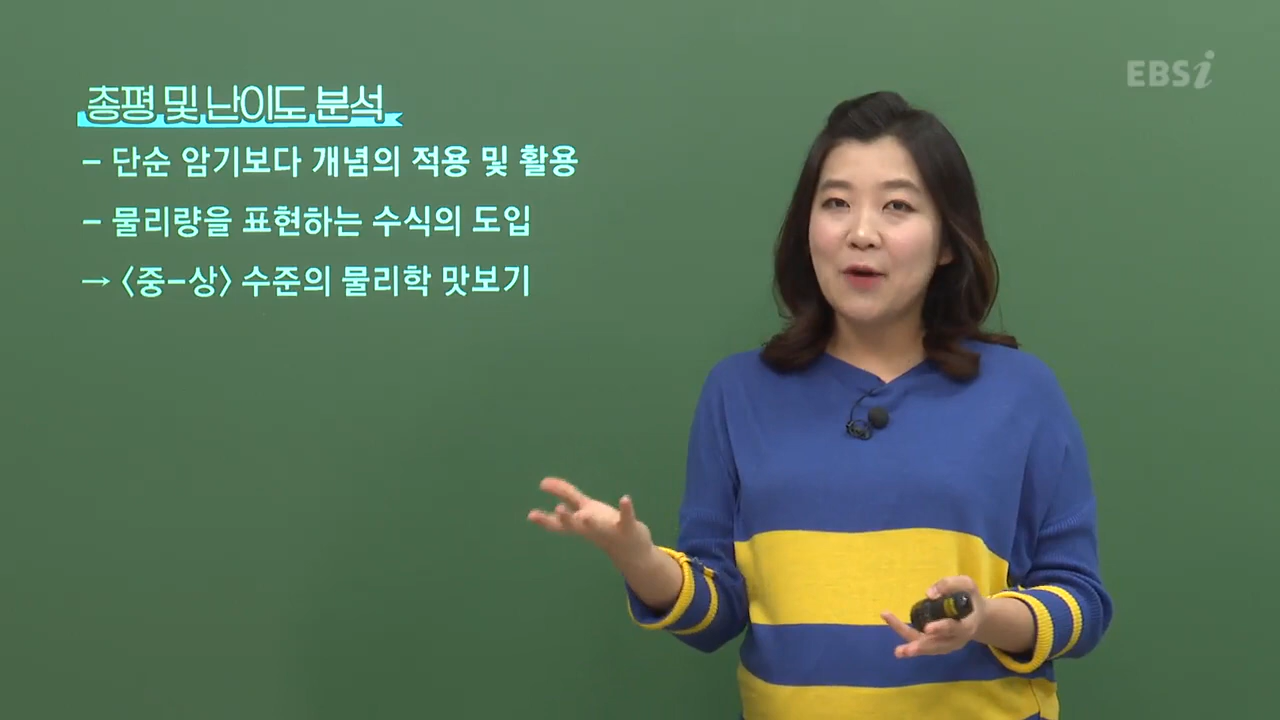 EBSi
총평 및 난이도 분석
- 단순 암기보다 개념의 적용 및 활용
- 물리량을 표현하는 수식의 도입
→ <중-상> 수준의 물리학 맛보기